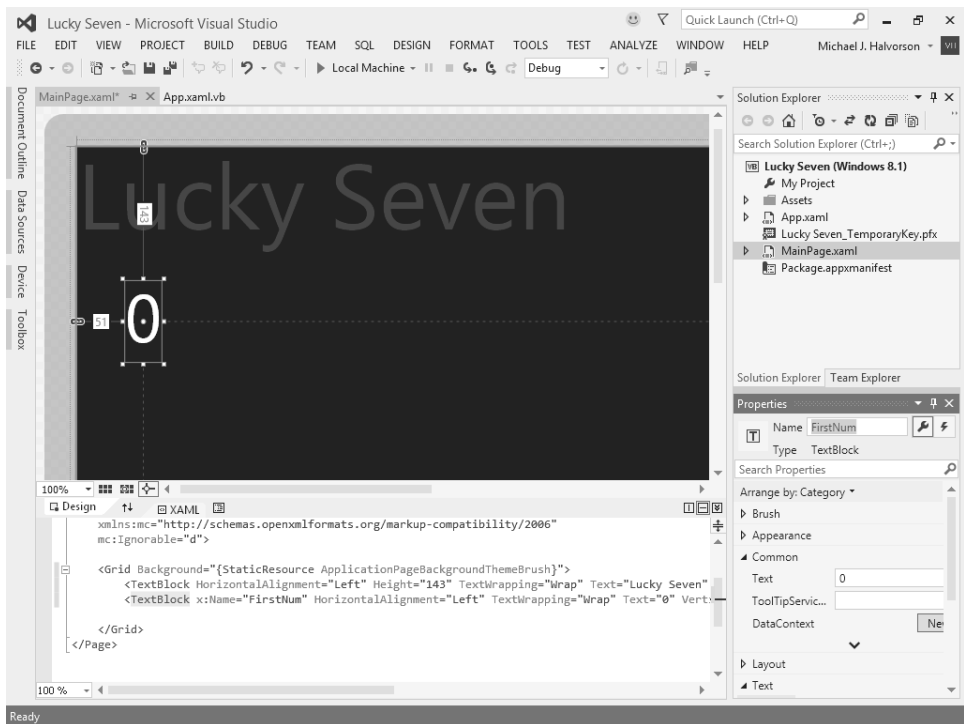 Lucky Seven - Microsoft Visual Studio
Quick Launch (Ctrl+Q)
FILE EDIT VIEW PROJECT BUILD DEBUG TEAM SQL DESIGN FORMAT TOOLS TEST ANALYZE WINDOW HELP Michael J. Halvorson
Local Machine Debug
MainPage.xaml* App.xaml.vb
Document Outline
Data Sources
Device
Toolbox
Lucky Seven
143
51
0
100%
Design XAML
xmlns:mc="http://schemas.openxmlformats.org/markup-compatibility/2006"
mc:Ignorable="d">
<Grid Background="{StaticResource ApplicationPageBackgroundThemeBrush}">
<TextBlock HorizontalAlignment="Left" Height="143" TextWrapping="Wrap" Text="Lucky Seven"
<TextBlock x:Name="FirstNum" HorizontalAlignment="Left" TextWrapping="Wrap" Text="0" Vert
</Grid>
</Page>
100 %
Solution Explorer
Search Solution Explorer (Ctrl+;)
VB Lucky Seven (Windows 8.1)
My Project
Assets
App.xaml
Lucky Seven_TemporaryKey.pfx
MainPage.xaml
Package.appxmanifest
Solution Explorer Team Explorer
Properties
Name FirstNum
Type TextBlock
Search Properties
Arrange by: Category
Brush
Appearance
Common
Text 0
ToolTipServic...
DataContext Ne
Layout
Text
Ready